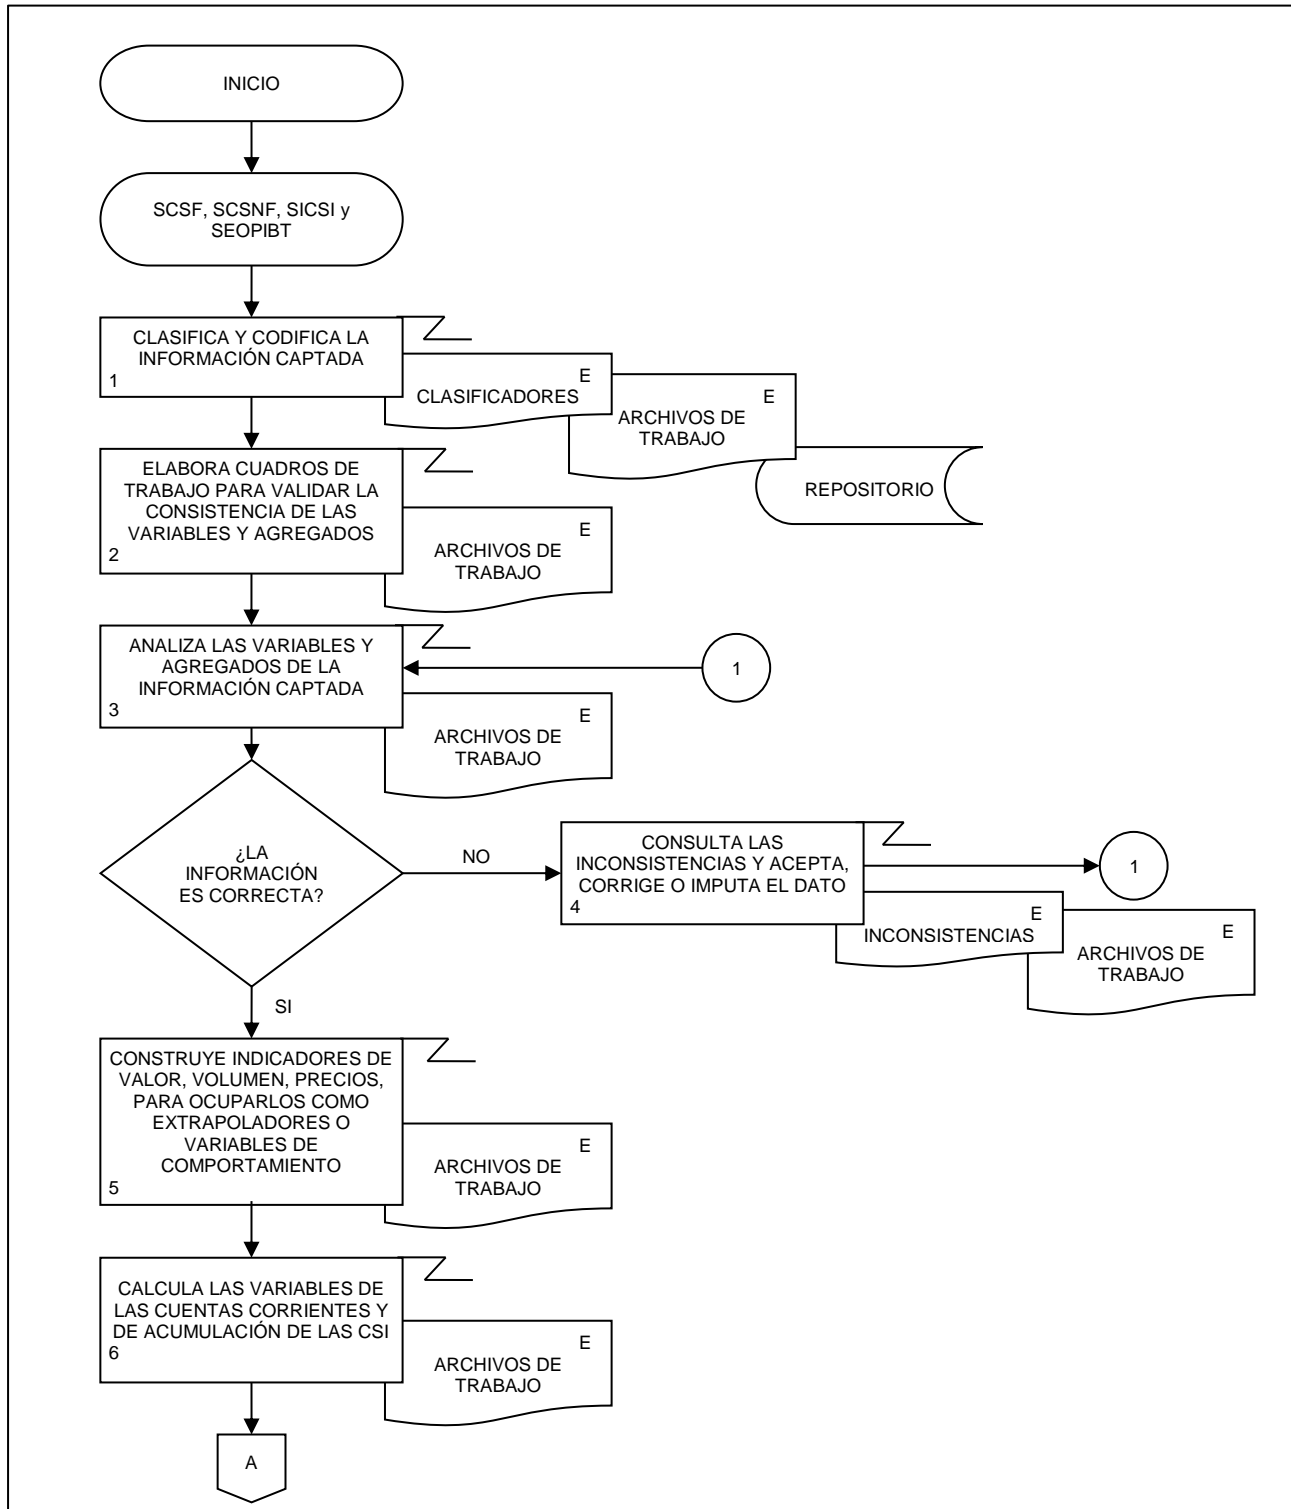 INICIO
SCSF, SCSNF, SICSI y
SEOPIBT
CLASIFICA Y CODIFICA LA
INFORMACIÓN CAPTADA
1
E
CLASIFICADORES
E
ARCHIVOS DE
TRABAJO
REPOSITORIO
ELABORA CUADROS DE
TRABAJO PARA VALIDAR LA
CONSISTENCIA DE LAS
VARIABLES Y AGREGADOS
2
E
ARCHIVOS DE
TRABAJO
ANALIZA LAS VARIABLES Y
AGREGADOS DE LA
INFORMACIÓN CAPTADA
3
1
E
ARCHIVOS DE
TRABAJO
¿LA
INFORMACIÓN
ES CORRECTA?
NO
CONSULTA LAS
INCONSISTENCIAS Y ACEPTA,
CORRIGE O IMPUTA EL DATO
4
1
E
INCONSISTENCIAS
E
ARCHIVOS DE
TRABAJO
SI
CONSTRUYE INDICADORES DE
VALOR, VOLUMEN, PRECIOS,
PARA OCUPARLOS COMO
EXTRAPOLADORES O
VARIABLES DE
COMPORTAMIENTO
5
E
ARCHIVOS DE
TRABAJO
CALCULA LAS VARIABLES DE
LAS CUENTAS CORRIENTES Y
DE ACUMULACIÓN DE LAS CSI
6
E
ARCHIVOS DE
TRABAJO
A